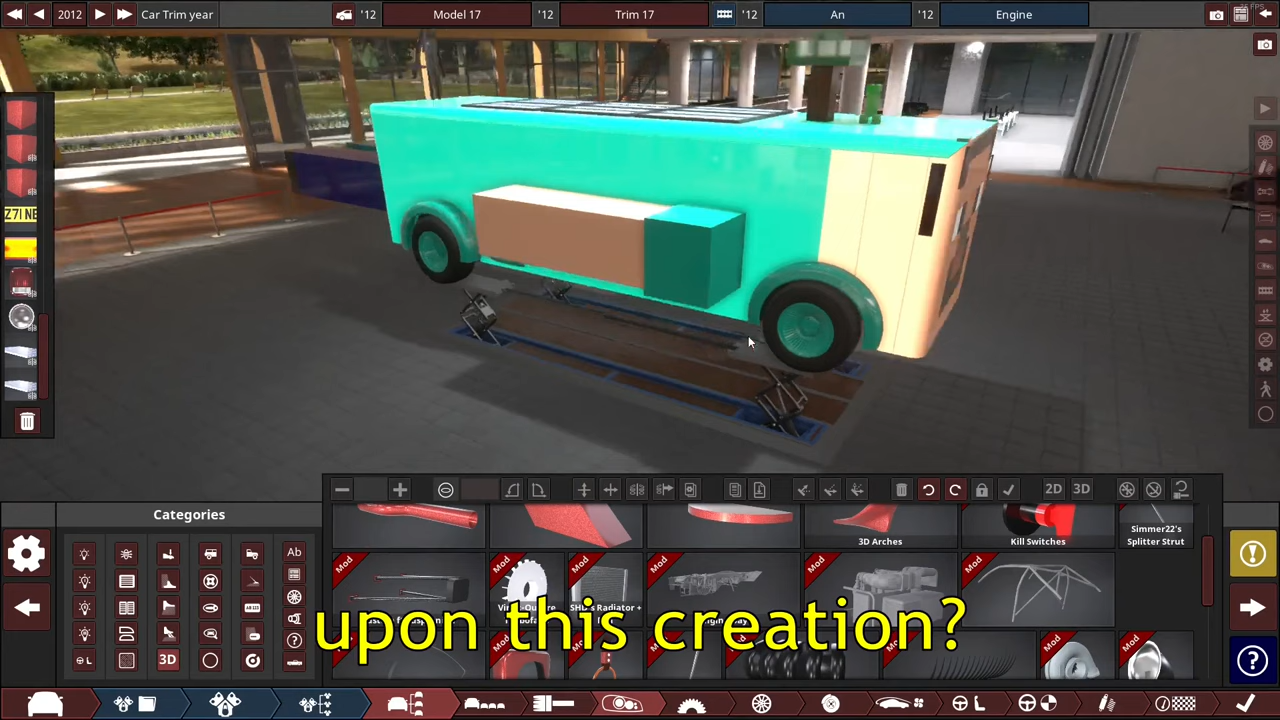 2012
Car Trim year
'12
Model 17
'12
Trim 17
'12
An
'12
Engine
Z71 NE
Categories
Ab
3D
L
2D
3D
3D Arches
Kill Switches
Simmer22's
Splitter Strut
Mod
Mod
Mod
Mod
Mod
Mod
Mod
Mod
Mod
upon this creation?